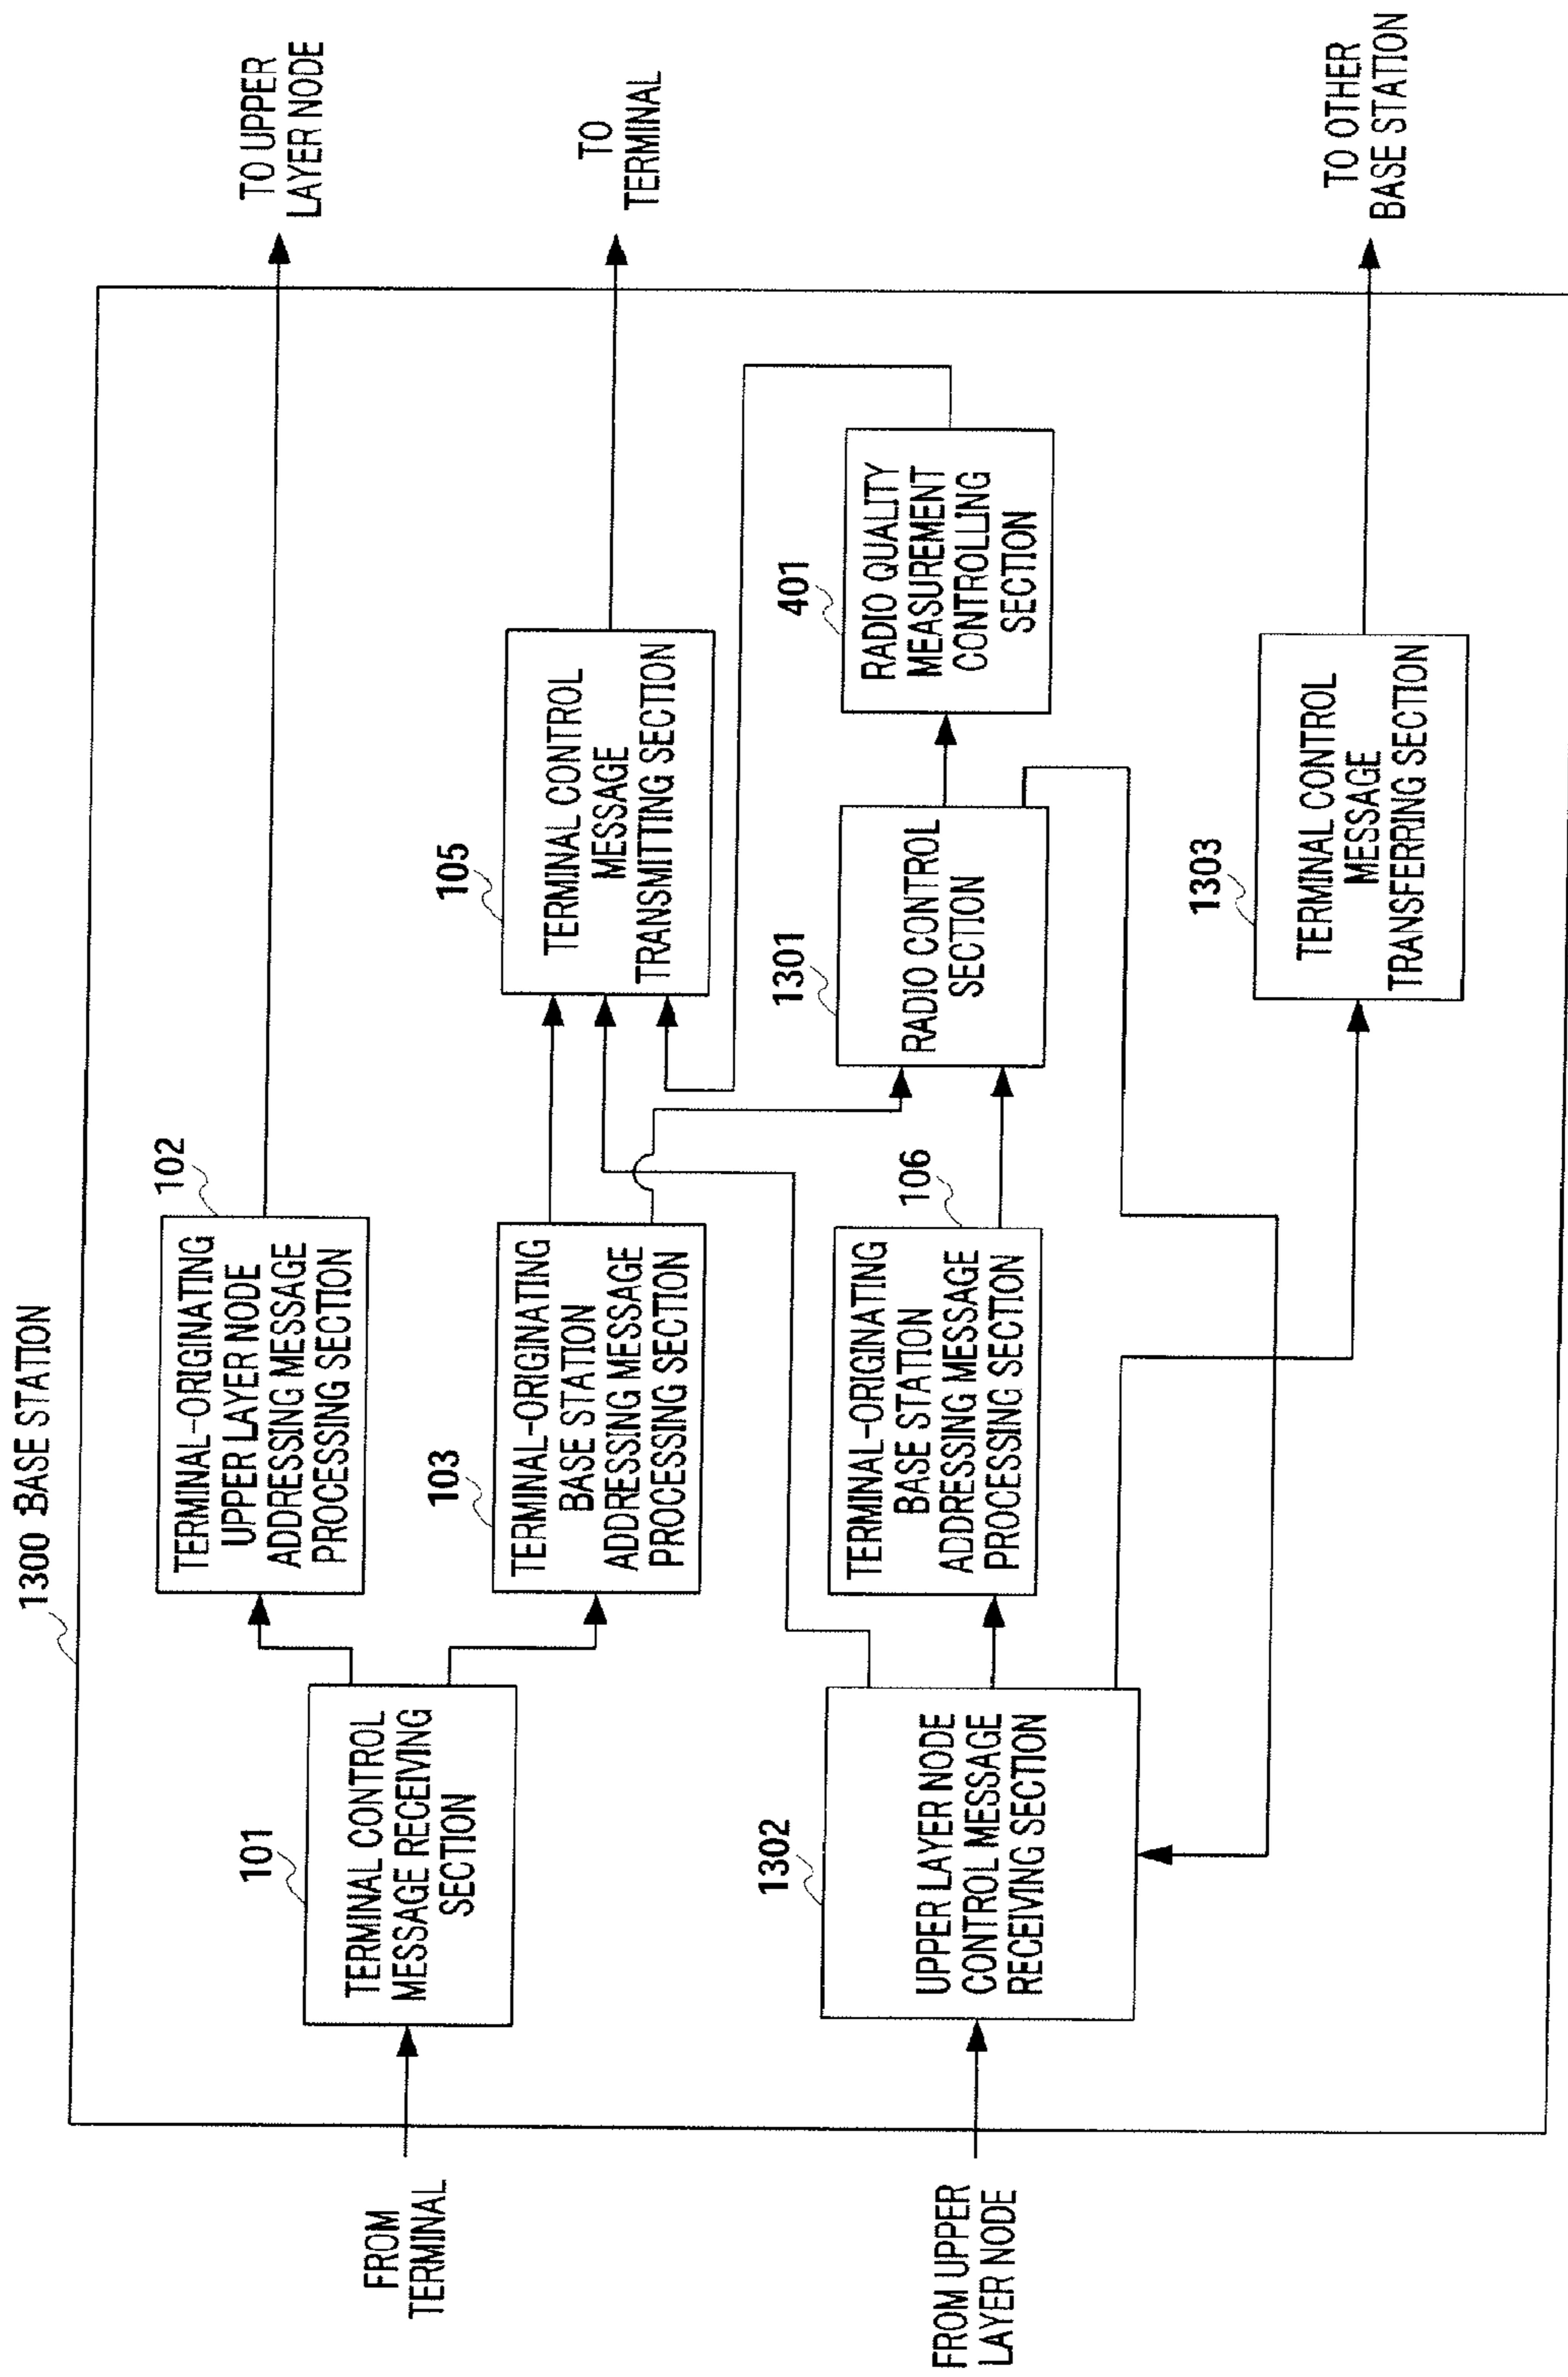 1300 BASE STATION
FROM
TERMINAL
101
TERMINAL CONTROL
MESSAGE RECEIVING
SECTION
102
TERMINAL-ORIGINATING
UPPER LAYER NODE
ADDRESSING MESSAGE
PROCESSING SECTION
TO UPPER
LAYER NODE
103
TERMINAL-ORIGINATING
BASE STATION
ADDRESSING MESSAGE
PROCESSING SECTION
105
TERMINAL CONTROL
MESSAGE
TRANSMITTING SECTION
TO
TERMINAL
FROM UPPER
LAYER NODE
1302
UPPER LAYER NODE
CONTROL MESSAGE
RECEIVING SECTION
106
TERMINAL-ORIGINATING
BASE STATION
ADDRESSING MESSAGE
PROCESSING SECTION
1301
RADIO CONTROL
SECTION
401
RADIO QUALITY
MEASUREMENT
CONTROLLING
SECTION
1303
TERMINAL CONTROL
MESSAGE
TRANSFERRING SECTION
TO OTHER
BASE STATION